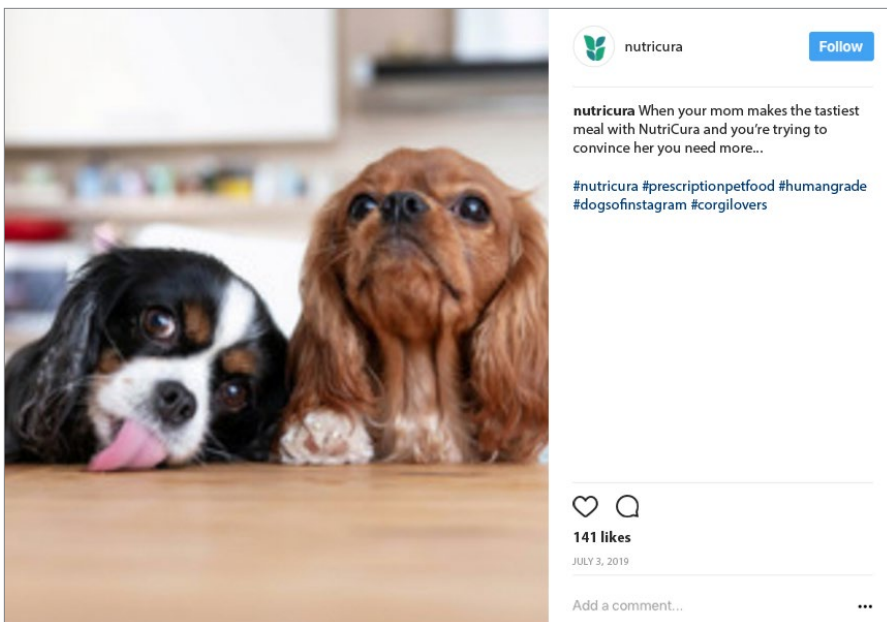 nutricura
Follow
nutricura When your mom makes the tastiest
meal with NutriCura and you’re trying to
convince her you need more...
#nutricura #prescriptionpetfood #humangrade
#dogsofinstagram #corgilovers
141 likes
JULY 3, 2019
Add a comment...